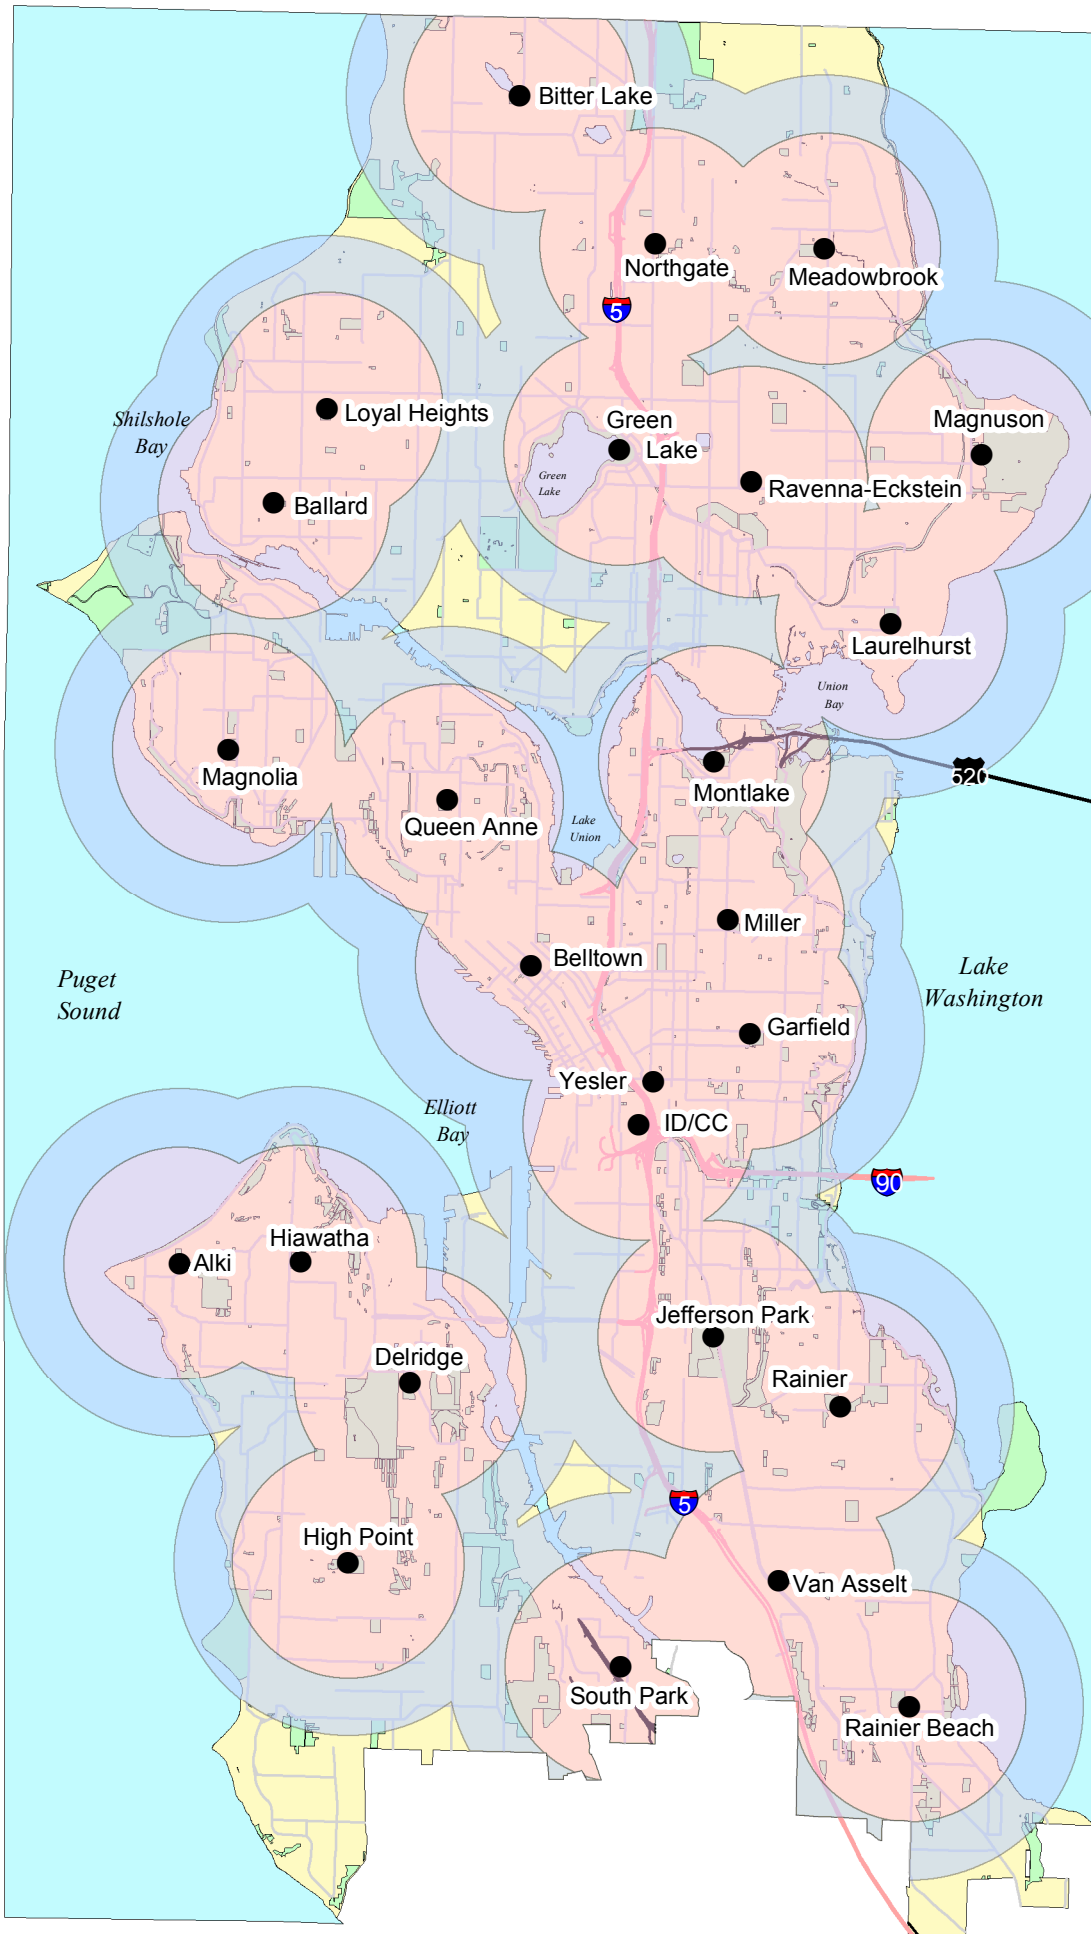 Bitter Lake
Northgate
Meadowbrook
5
Shilshole
Bay
Loyal Heights
Green
Lake
Magnuson
Green
Lake
Ravenna-Eckstein
Ballard
Laurelhurst
Union
Bay
Magnolia
Montlake
520
Queen Anne
Lake
Union
Miller
Belltown
Puget
Sound
Lake
Washington
Garfield
Yesler
Elliott
Bay
ID/CC
90
Hiawatha
Alki
Jefferson Park
Delridge
Rainier
5
High Point
Van Asselt
South Park
Rainier Beach